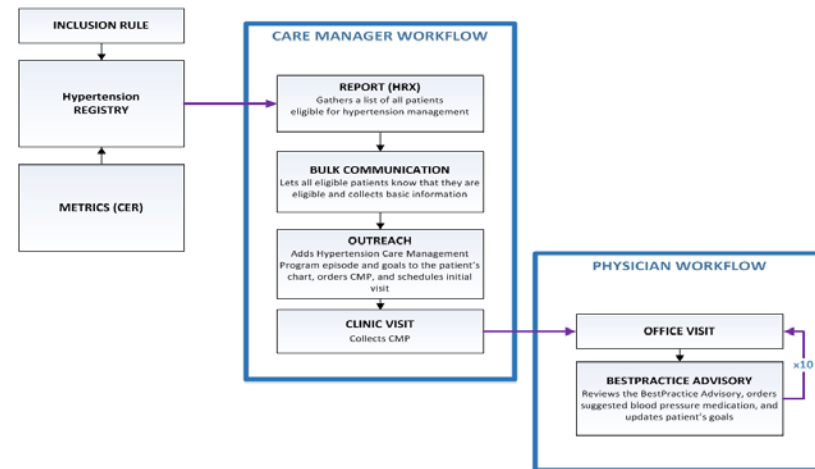 INCLUSION RULE
Hypertension
REGISTRY
METRICS (CER)
CARE MANAGER WORKFLOW
REPORT (HRX)
Gathers a list of all patients
eligible for hypertension management
BULK COMMUNICATION
Lets all eligible patients know that they are
eligible and collects basic information
OUTREACH
Adds Hypertension Care Management
Program episode and goals to the patient's
chart, orders CMP, and schedules initial
visit
CLINIC VISIT
Collects CMP
PHYSICIAN WORKFLOW
OFFICE VISIT
x10
BESTPRACTICE ADVISORY
Reviews the BestPractice Advisory, orders
suggested blood pressure medication, and
updates patient's goals